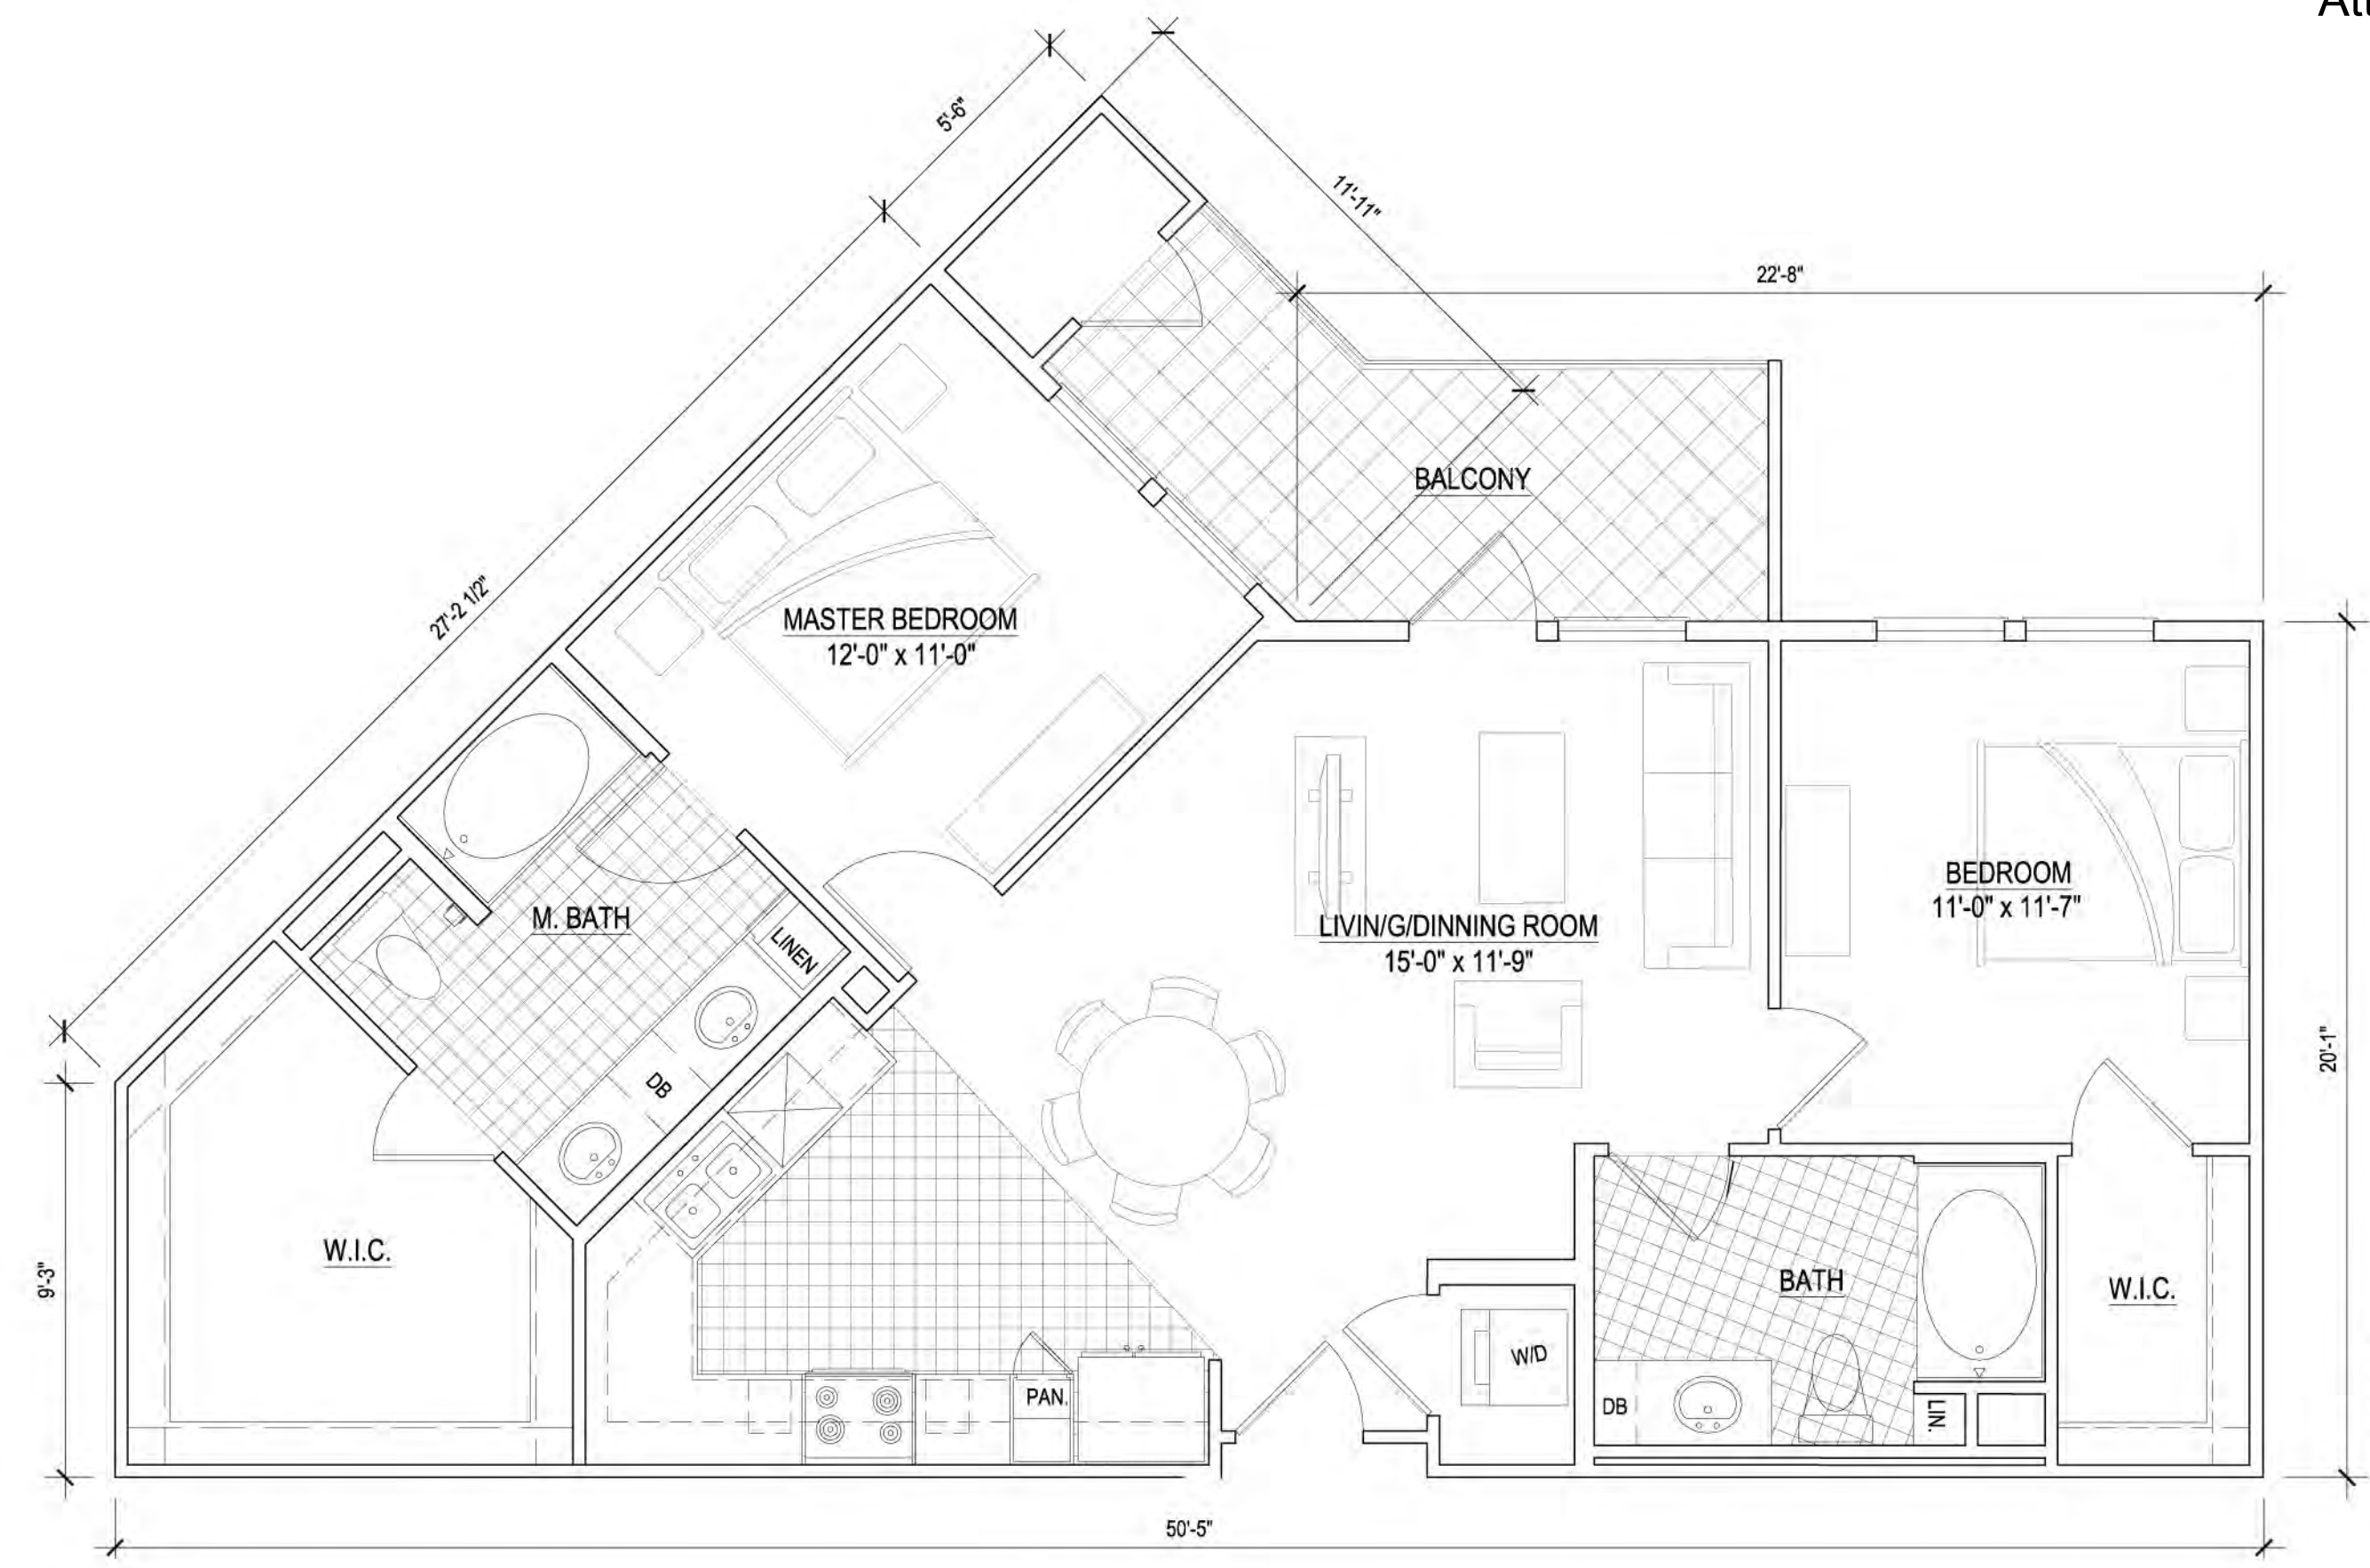 5'-6"
11'-11"
22'-8"
BALCONY
27'-2 1/2"
MASTER BEDROOM
12'-0" x 11'-0"
BEDROOM
11'-0" x 11'-7"
M. BATH
LINEN
LIVIN/G/DINNING ROOM
15'-0" x 11'-9"
20'-1"
DB
W.I.C.
9'-3"
BATH
W.I.C.
W/D
PAN.
DB
LIN.
50'-5"